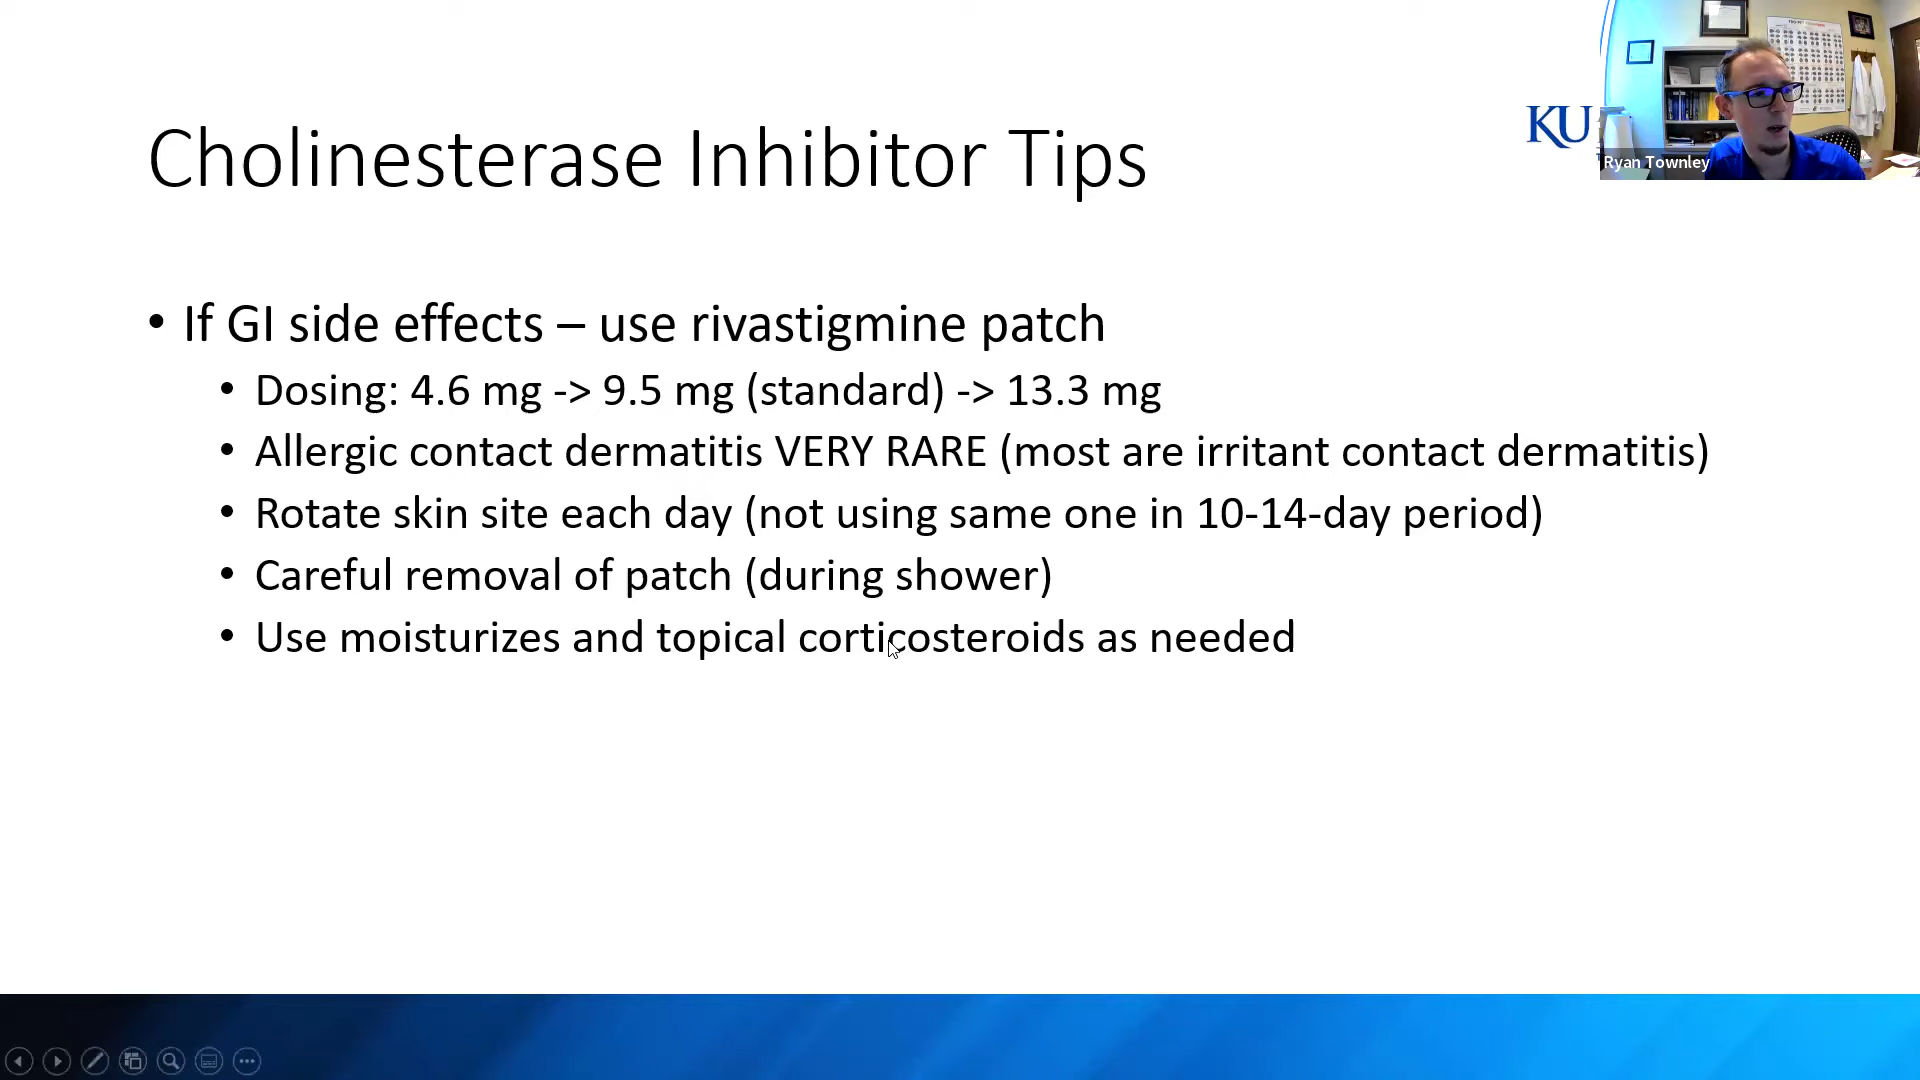 Cholinesterase Inhibitor Tips
KU
Ryan Townley
• If GI side effects – use rivastigmine patch
• Dosing: 4.6 mg -> 9.5 mg (standard) -> 13.3 mg
• Allergic contact dermatitis VERY RARE (most are irritant contact dermatitis)
• Rotate skin site each day (not using same one in 10-14-day period)
• Careful removal of patch (during shower)
• Use moisturizes and topical corticosteroids as needed